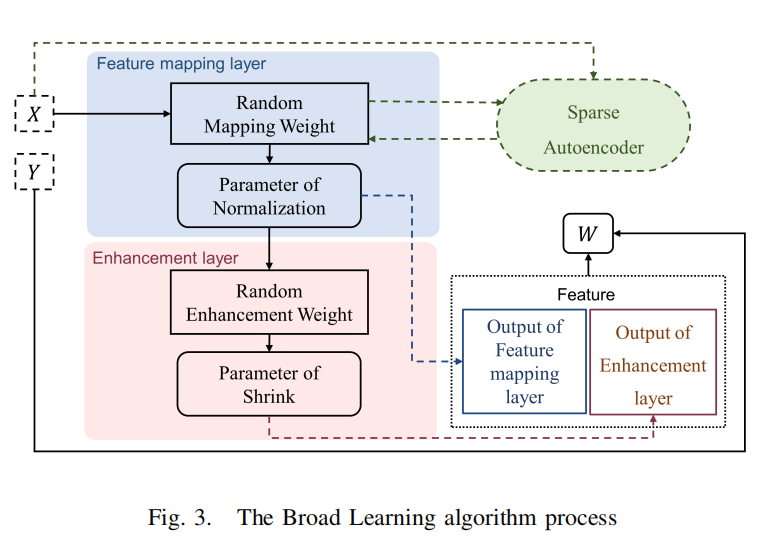 Feature mapping layer
X
Random
Mapping Weight
Sparse
Autoencoder
Y
Parameter of
Normalization
W
Enhancement layer
Random
Enhancement Weight
Feature
Output of
Feature
mapping
layer
Output of
Enhancement
layer
Parameter of
Shrink
Fig. 3. The Broad Learning algorithm process